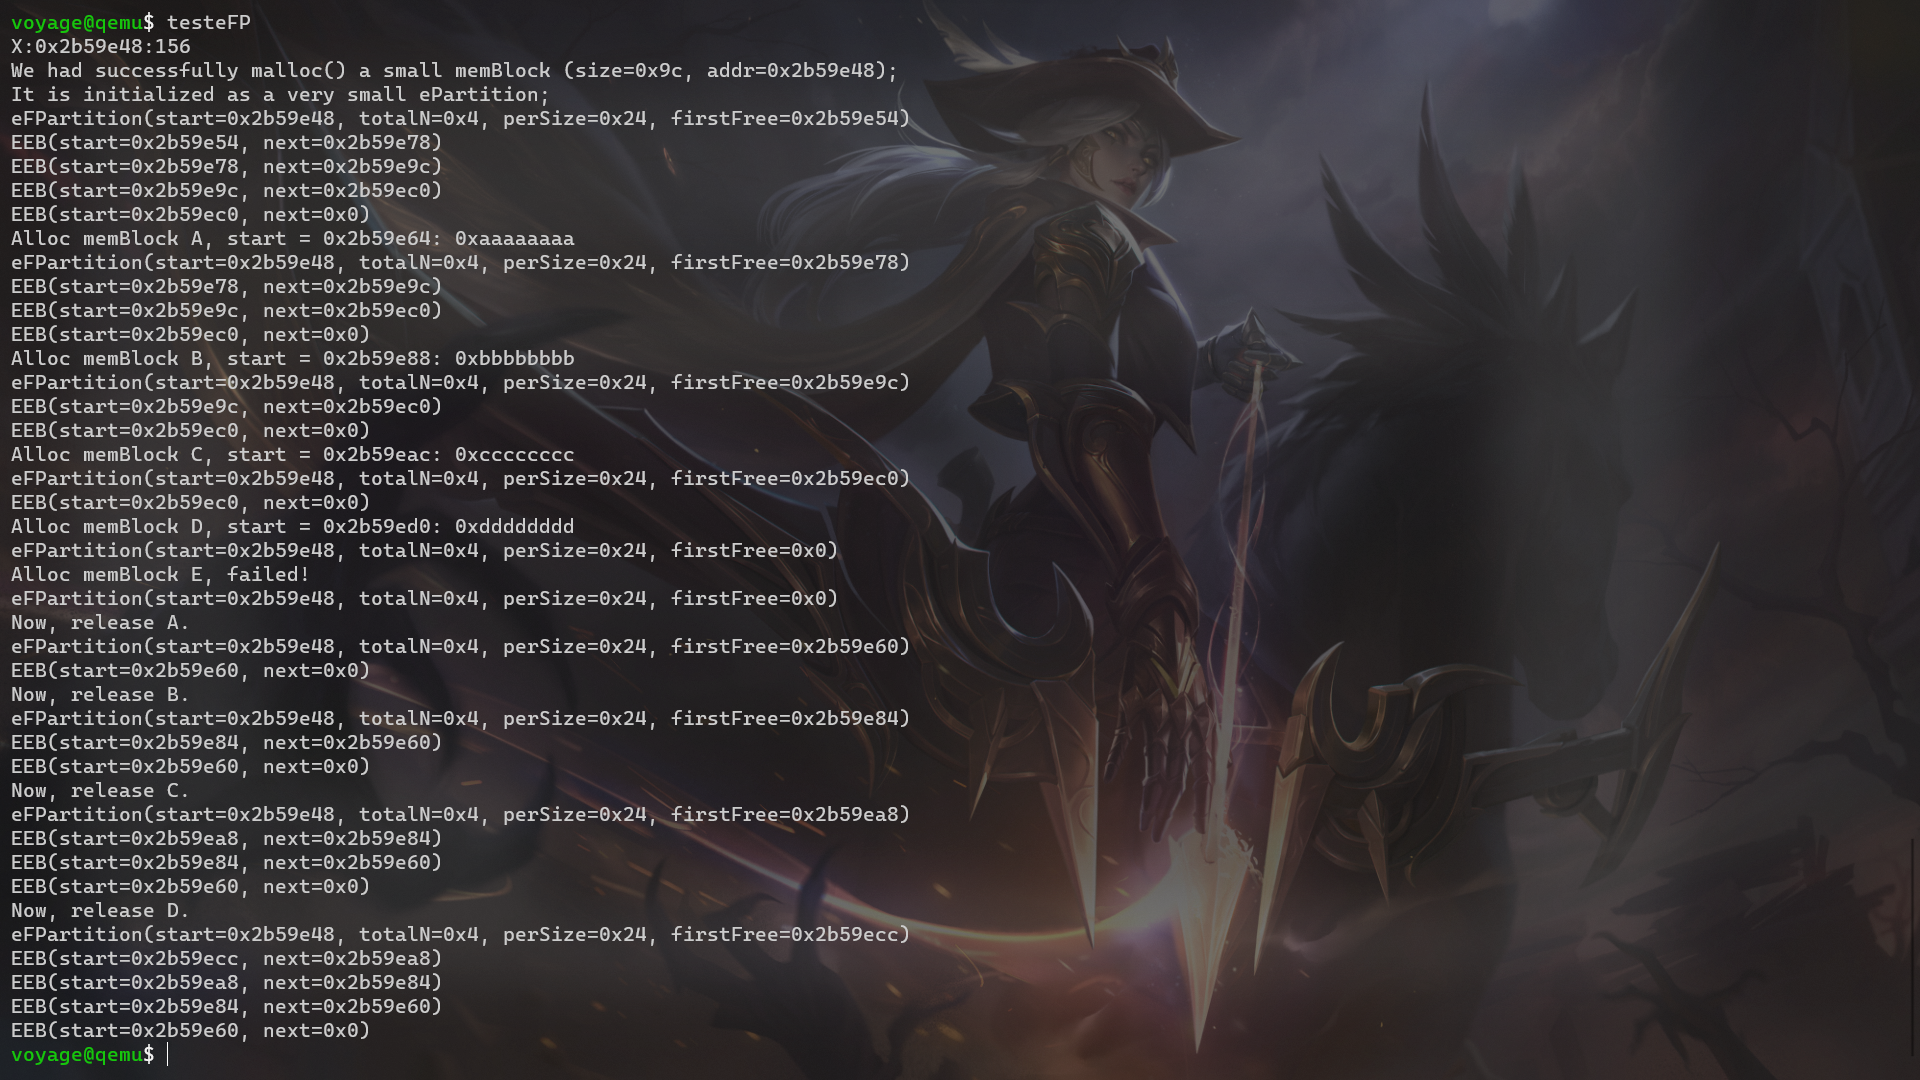 voyage@qemu$ testeFP
X:0x2b59e48:156
We had successfully malloc() a small memBlock (size=0x9c, addr=0x2b59e48);
It is initialized as a very small ePartition;
eFPartition(start=0x2b59e48, totalN=0x4, perSize=0x24, firstFree=0x2b59e54)
EEB(start=0x2b59e54, next=0x2b59e78)
EEB(start=0x2b59e78, next=0x2b59e9c)
EEB(start=0x2b59e9c, next=0x2b59ec0)
EEB(start=0x2b59ec0, next=0x0)
Alloc memBlock A, start = 0x2b59e64: 0xaaaaaaaa
eFPartition(start=0x2b59e48, totalN=0x4, perSize=0x24, firstFree=0x2b59e78)
EEB(start=0x2b59e78, next=0x2b59e9c)
EEB(start=0x2b59e9c, next=0x2b59ec0)
EEB(start=0x2b59ec0, next=0x0)
Alloc memBlock B, start = 0x2b59e88: 0xbbbbbbbb
eFPartition(start=0x2b59e48, totalN=0x4, perSize=0x24, firstFree=0x2b59e9c)
EEB(start=0x2b59e9c, next=0x2b59ec0)
EEB(start=0x2b59ec0, next=0x0)
Alloc memBlock C, start = 0x2b59eac: 0xcccccccc
eFPartition(start=0x2b59e48, totalN=0x4, perSize=0x24, firstFree=0x2b59ec0)
EEB(start=0x2b59ec0, next=0x0)
Alloc memBlock D, start = 0x2b59ed0: 0xdddddddd
eFPartition(start=0x2b59e48, totalN=0x4, perSize=0x24, firstFree=0x0)
Alloc memBlock E, failed!
eFPartition(start=0x2b59e48, totalN=0x4, perSize=0x24, firstFree=0x0)
Now, release A.
eFPartition(start=0x2b59e48, totalN=0x4, perSize=0x24, firstFree=0x2b59e60)
EEB(start=0x2b59e60, next=0x0)
Now, release B.
eFPartition(start=0x2b59e48, totalN=0x4, perSize=0x24, firstFree=0x2b59e84)
EEB(start=0x2b59e84, next=0x2b59e60)
EEB(start=0x2b59e60, next=0x0)
Now, release C.
eFPartition(start=0x2b59e48, totalN=0x4, perSize=0x24, firstFree=0x2b59ea8)
EEB(start=0x2b59ea8, next=0x2b59e84)
EEB(start=0x2b59e84, next=0x2b59e60)
EEB(start=0x2b59e60, next=0x0)
Now, release D.
eFPartition(start=0x2b59e48, totalN=0x4, perSize=0x24, firstFree=0x2b59ecc)
EEB(start=0x2b59ecc, next=0x2b59ea8)
EEB(start=0x2b59ea8, next=0x2b59e84)
EEB(start=0x2b59e84, next=0x2b59e60)
EEB(start=0x2b59e60, next=0x0)
voyage@qemu$